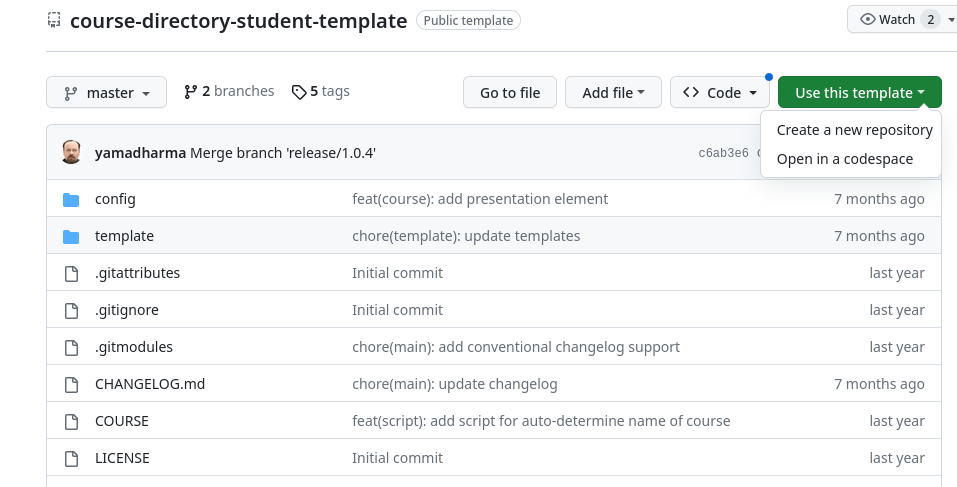 course-directory-student-template Public template Watch 2
master 2 branches 5 tags Go to file Add file Code Use this template
Create a new repository
yamadharma Merge branch 'release/1.0.4' c6ab3e6
Open in a codespace
config feat(course): add presentation element 7 months ago
template chore(template): update templates 7 months ago
.gitattributes Initial commit last year
.gitignore Initial commit last year
.gitmodules chore(main): add conventional changelog support last year
CHANGELOG.md chore(main): update changelog 7 months ago
COURSE feat(script): add script for auto-determine name of course last year
LICENSE Initial commit last year